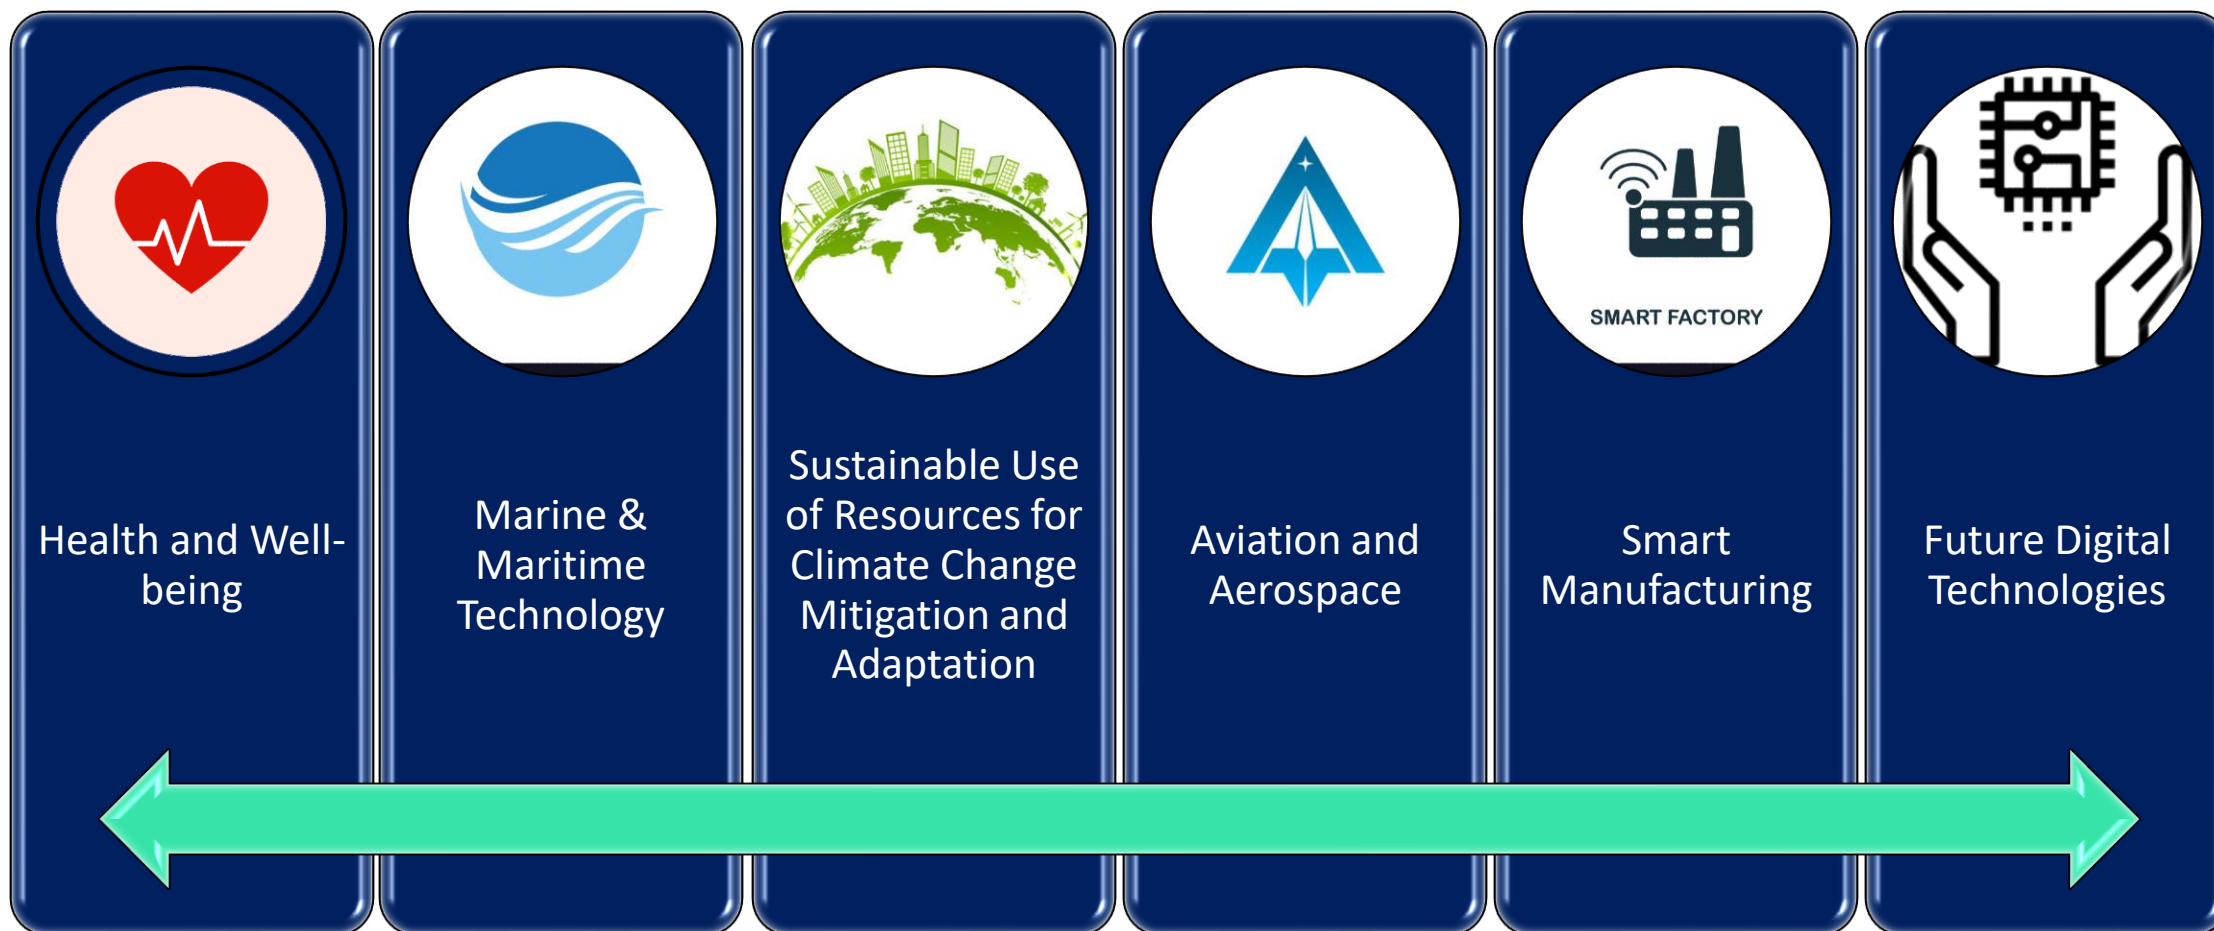 Health and Well-
being
Marine &
Maritime
Technology
Sustainable Use
of Resources for
Climate Change
Mitigation and
Adaptation
Aviation and
Aerospace
SMART FACTORY
Smart
Manufacturing
Future Digital
Technologies